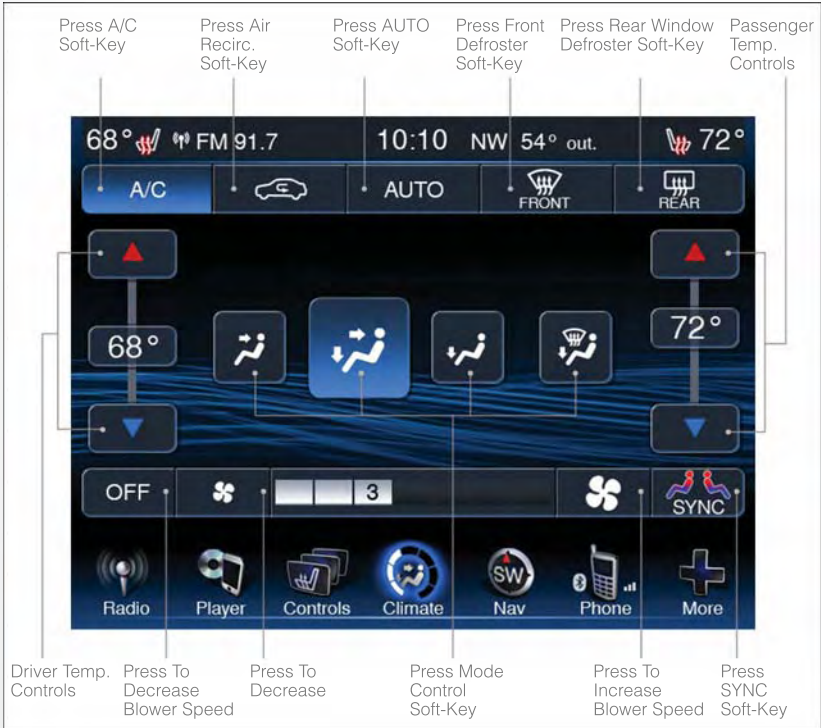 Press A/C
Soft-Key
Press Air
Recirc.
Soft-Key
Press AUTO
Soft-Key
Press Front
Defroster
Soft-Key
Press Rear Window
Defroster Soft-Key
Passenger
Temp.
Controls
68° FM 91.7 10:10 NW 54° out. 72°
A/C AUTO FRONT REAR
68° 72°
OFF 3 SYNC
SW
Radio Player Controls Climate Nav Phone More
Driver Temp.
Controls
Press To
Decrease
Blower Speed
Press To
Decrease
Press Mode
Control
Soft-Key
Press To
Increase
Blower Speed
Press
SYNC
Soft-Key